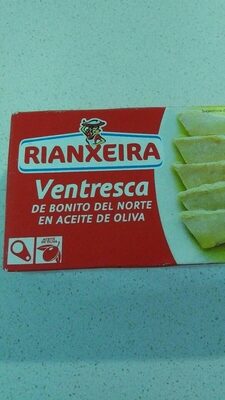 RIANXEIRA
Ventresca
DE BONITO DEL NORTE
EN ACEITE DE OLIVA